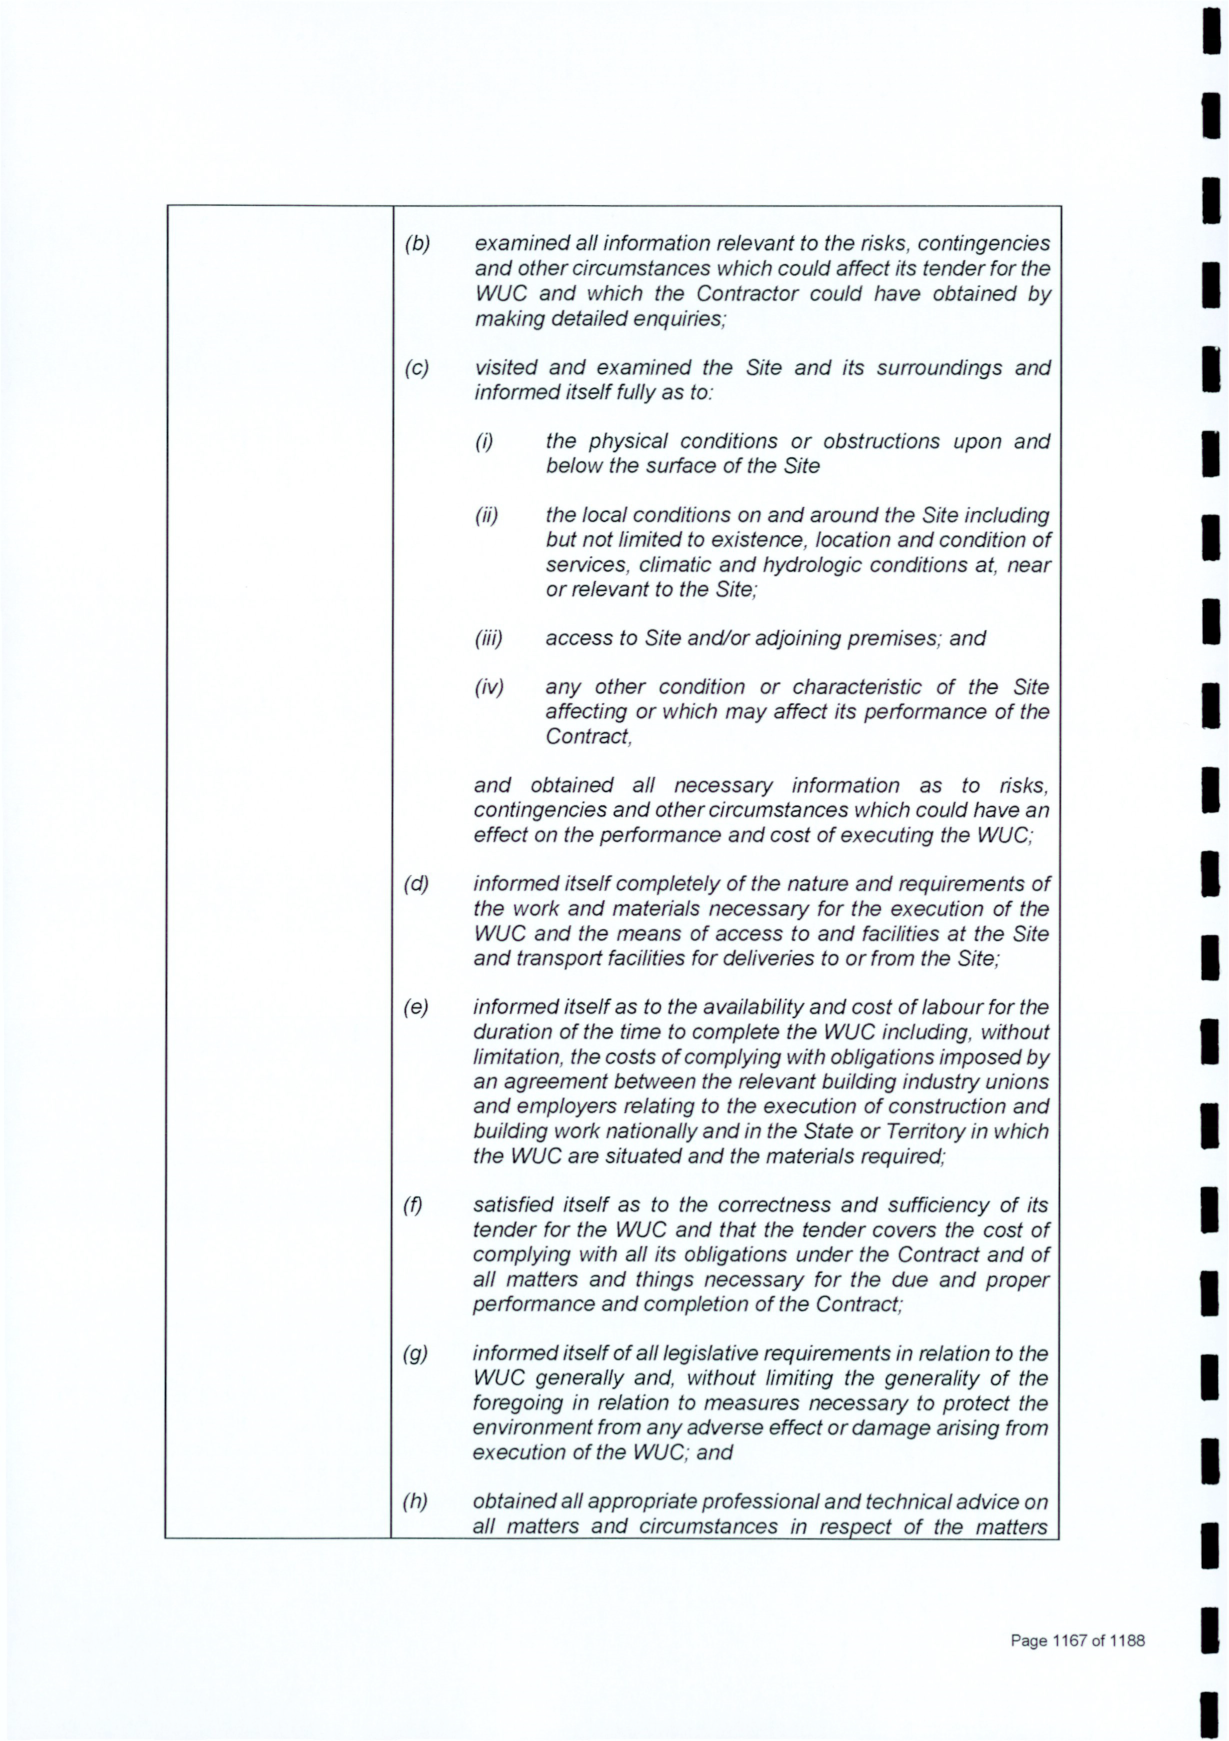 (b) examined all information relevant to the risks, contingencies
and other circumstances which could affect its tender for the
WUC and which the Contractor could have obtained by
making detailed enquiries;
(c) visited and examined the Site and its surroundings and
informed itself fully as to:
(i) the physical conditions or obstructions upon and
below the surface of the Site
(ii) the local conditions on and around the Site including
but not limited to existence, location and condition of
services, climatic and hydrologic conditions at, near
or relevant to the Site;
(iii) access to Site and/or adjoining premises; and
(iv) any other condition or characteristic of the Site
affecting or which may affect its performance of the
Contract,
and obtained all necessary information as to risks,
contingencies and other circumstances which could have an
effect on the performance and cost of executing the WUC;
(d) informed itself completely of the nature and requirements of
the work and materials necessary for the execution of the
WUC and the means of access to and facilities at the Site
and transport facilities for deliveries to or from the Site;
(e) informed itself as to the availability and cost of labour for the
duration of the time to complete the WUC including, without
limitation, the costs of complying with obligations imposed by
an agreement between the relevant building industry unions
and employers relating to the execution of construction and
building work nationally and in the State or Territory in which
the WUC are situated and the materials required;
(f) satisfied itself as to the correctness and sufficiency of its
tender for the WUC and that the tender covers the cost of
complying with all its obligations under the Contract and of
all matters and things necessary for the due and proper
performance and completion of the Contract;
(g) informed itself of all legislative requirements in relation to the
WUC generally and, without limiting the generality of the
foregoing in relation to measures necessary to protect the
environment from any adverse effect or damage arising from
execution of the WUC; and
(h) obtained all appropriate professional and technical advice on
all matters and circumstances in respect of the matters
Page 1167 of 1188